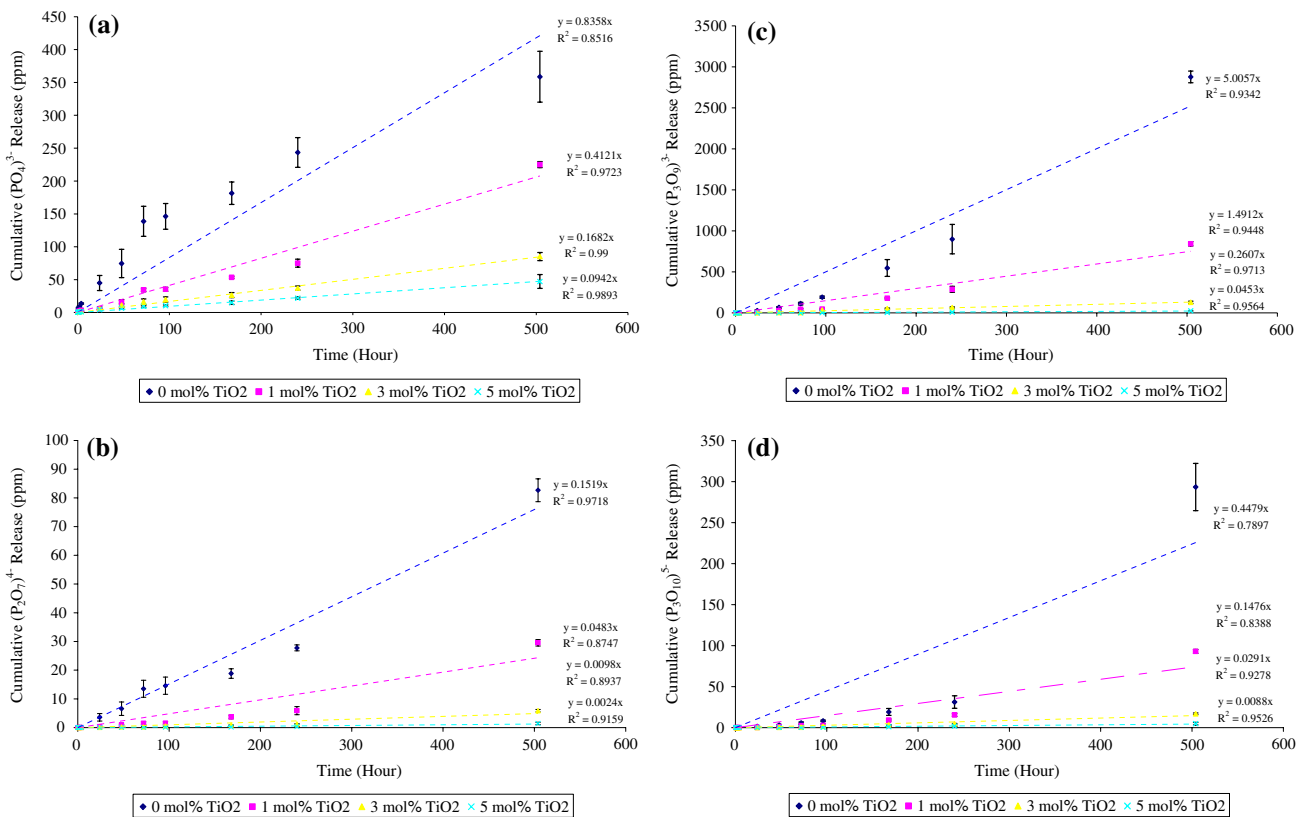 (a)
450
400
350
300
250
200
150
100
50
0
0 100 200 300 400 500 600
Cumulative (PO4)3- Release (ppm)
Time (Hour)
y = 0.8358x
R2 = 0.8516
y = 0.4121x
R2 = 0.9723
y = 0.1682x
R2 = 0.99
y = 0.0942x
R2 = 0.9893
0 mol% TiO2 1 mol% TiO2 3 mol% TiO2 5 mol% TiO2
(c)
3500
3000
2500
2000
1500
1000
500
0
0 100 200 300 400 500 600
Cumulative (P3O9)3- Release (ppm)
Time (Hour)
y = 5.0057x
R2 = 0.9342
y = 1.4912x
R2 = 0.9448
y = 0.2607x
R2 = 0.9713
y = 0.0453x
R2 = 0.9564
0 mol% TiO2 1 mol% TiO2 3 mol% TiO2 5 mol% TiO2
(b)
100
90
80
70
60
50
40
30
20
10
0
0 100 200 300 400 500 600
Cumulative (P2O7)4- Release (ppm)
Time (Hour)
y = 0.1519x
R2 = 0.9718
y = 0.0483x
R2 = 0.8747
y = 0.0098x
R2 = 0.8937
y = 0.0024x
R2 = 0.9159
0 mol% TiO2 1 mol% TiO2 3 mol% TiO2 5 mol% TiO2
(d)
350
300
250
200
150
100
50
0
0 100 200 300 400 500 600
Cumulative (P3O10)5- Release (ppm)
Time (Hour)
y = 0.4479x
R2 = 0.7897
y = 0.1476x
R2 = 0.8388
y = 0.0291x
R2 = 0.9278
y = 0.0088x
R2 = 0.9526
0 mol% TiO2 1 mol% TiO2 3 mol% TiO2 5 mol% TiO2